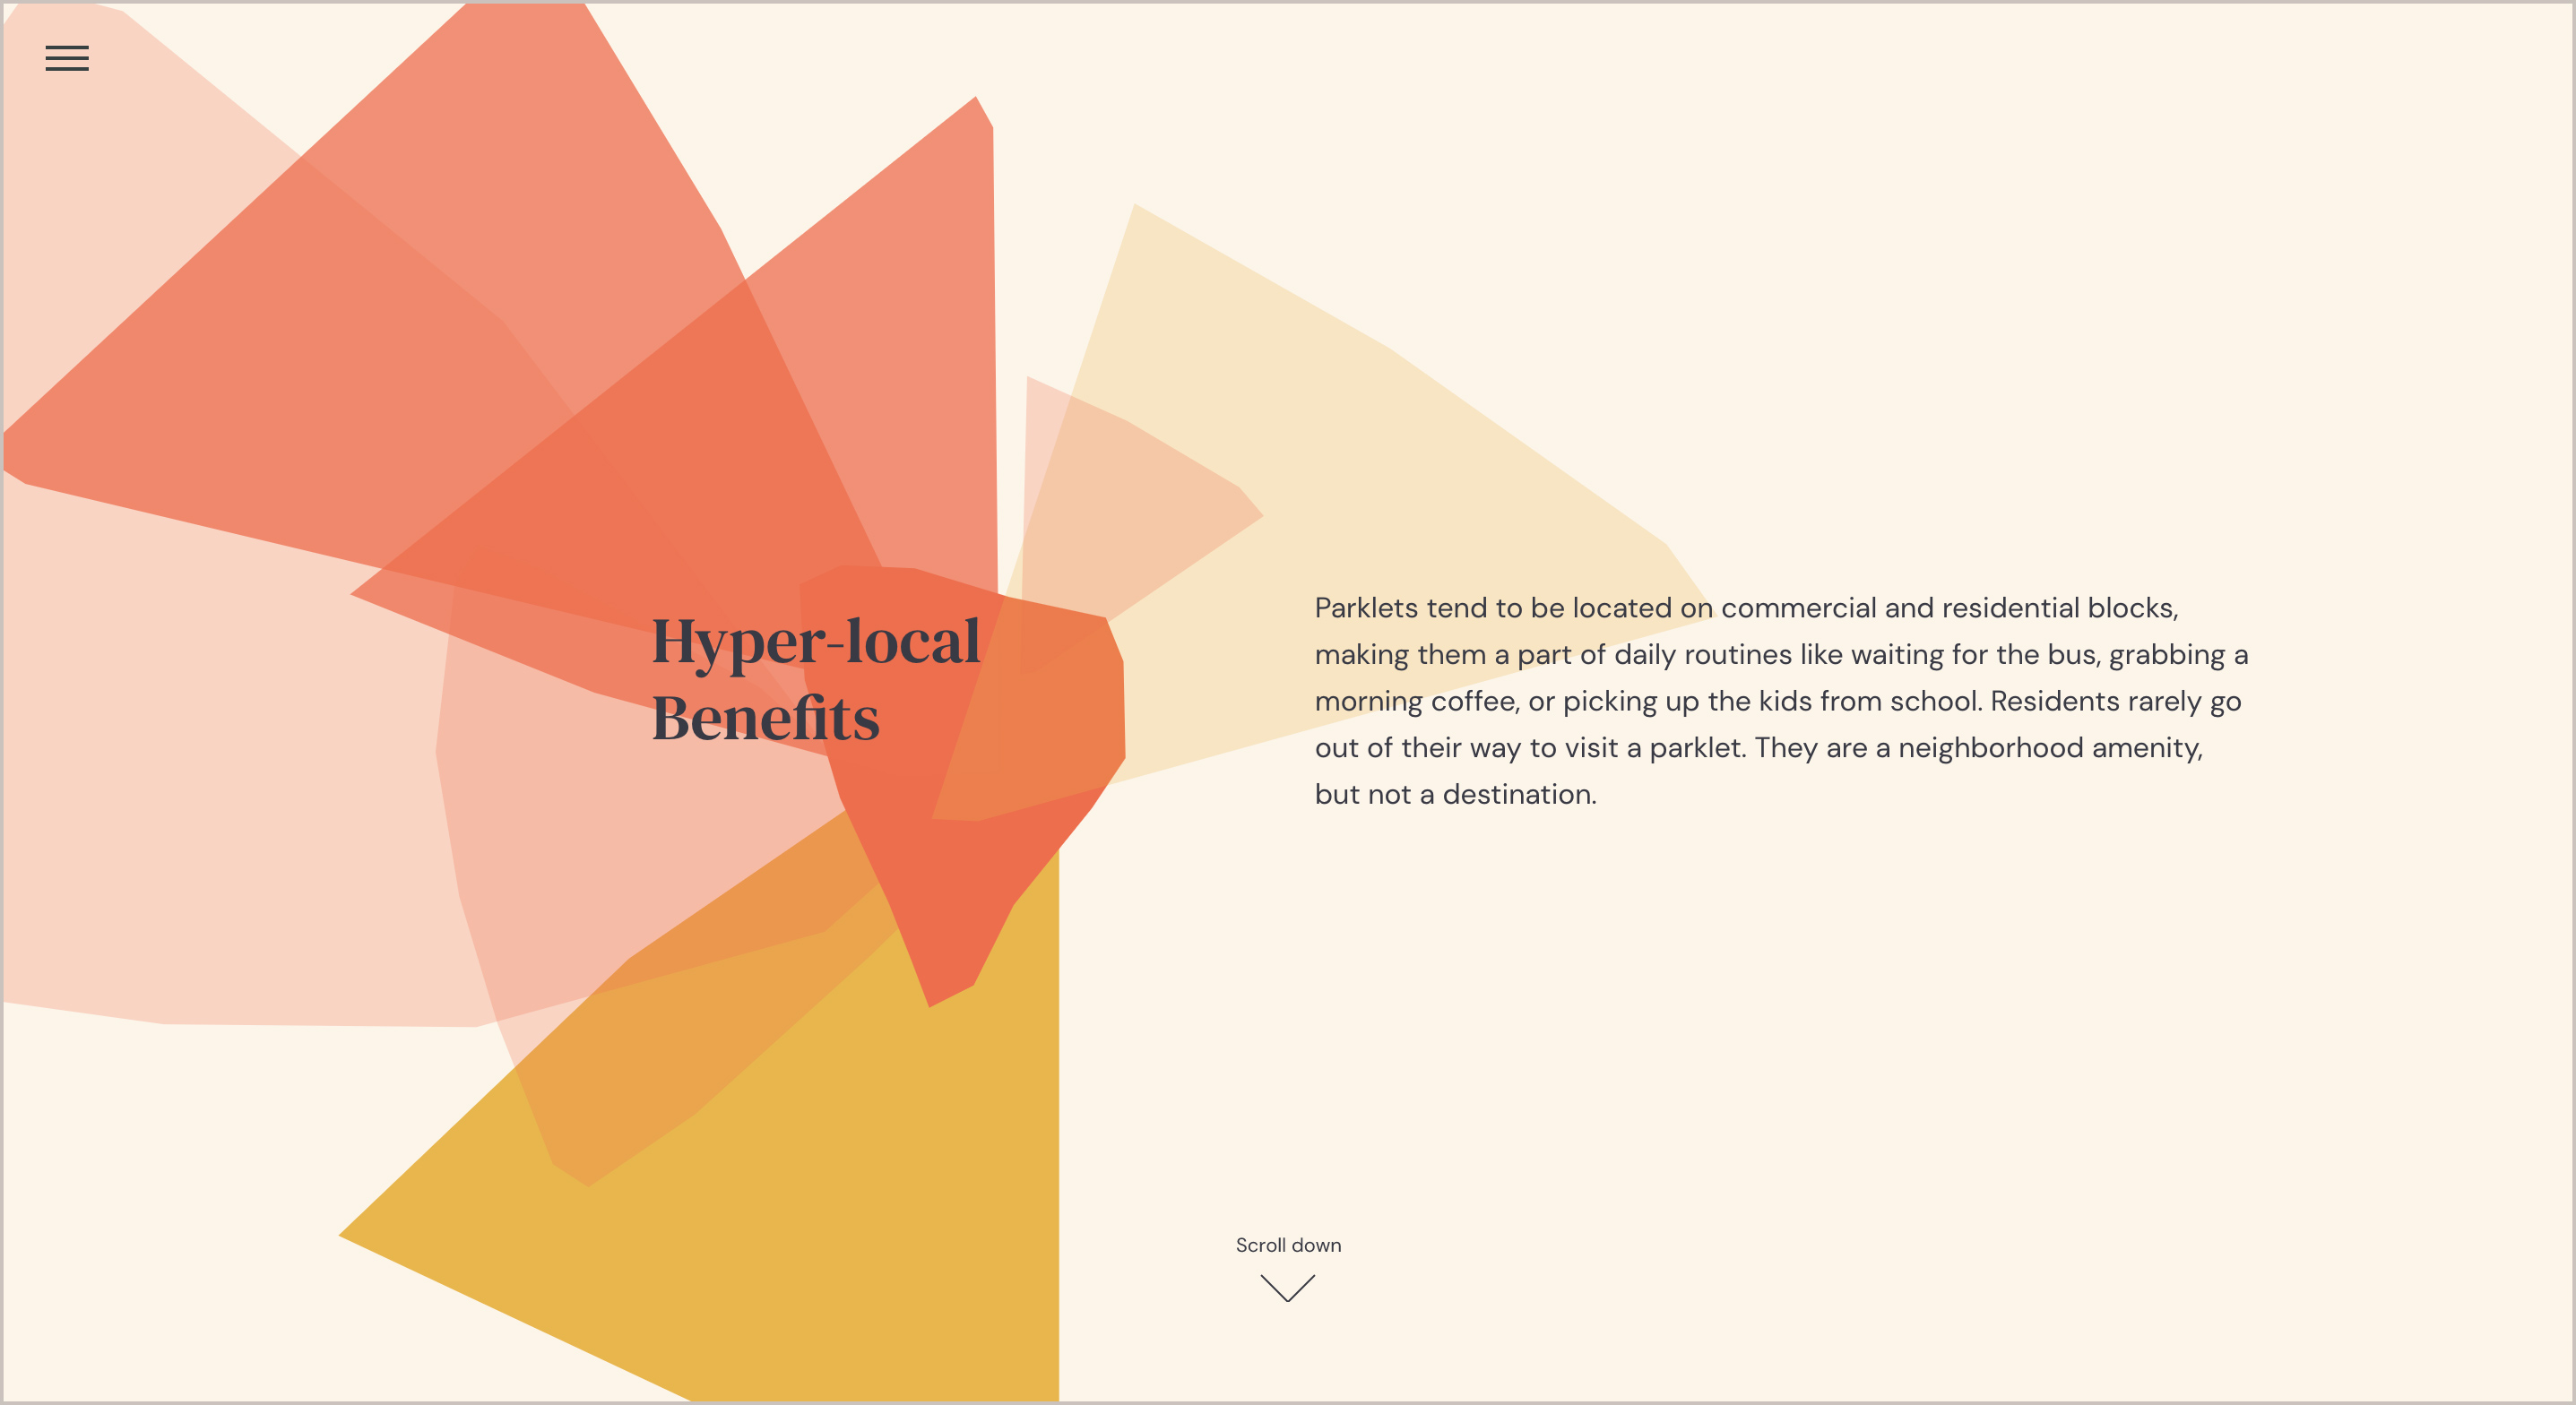 Hyper-local
Benefits
Parklets tend to be located on commercial and residential blocks,
making them a part of daily routines like waiting for the bus, grabbing a
morning coffee, or picking up the kids from school. Residents rarely go
out of their way to visit a parklet. They are a neighborhood amenity,
but not a destination.
Scroll down